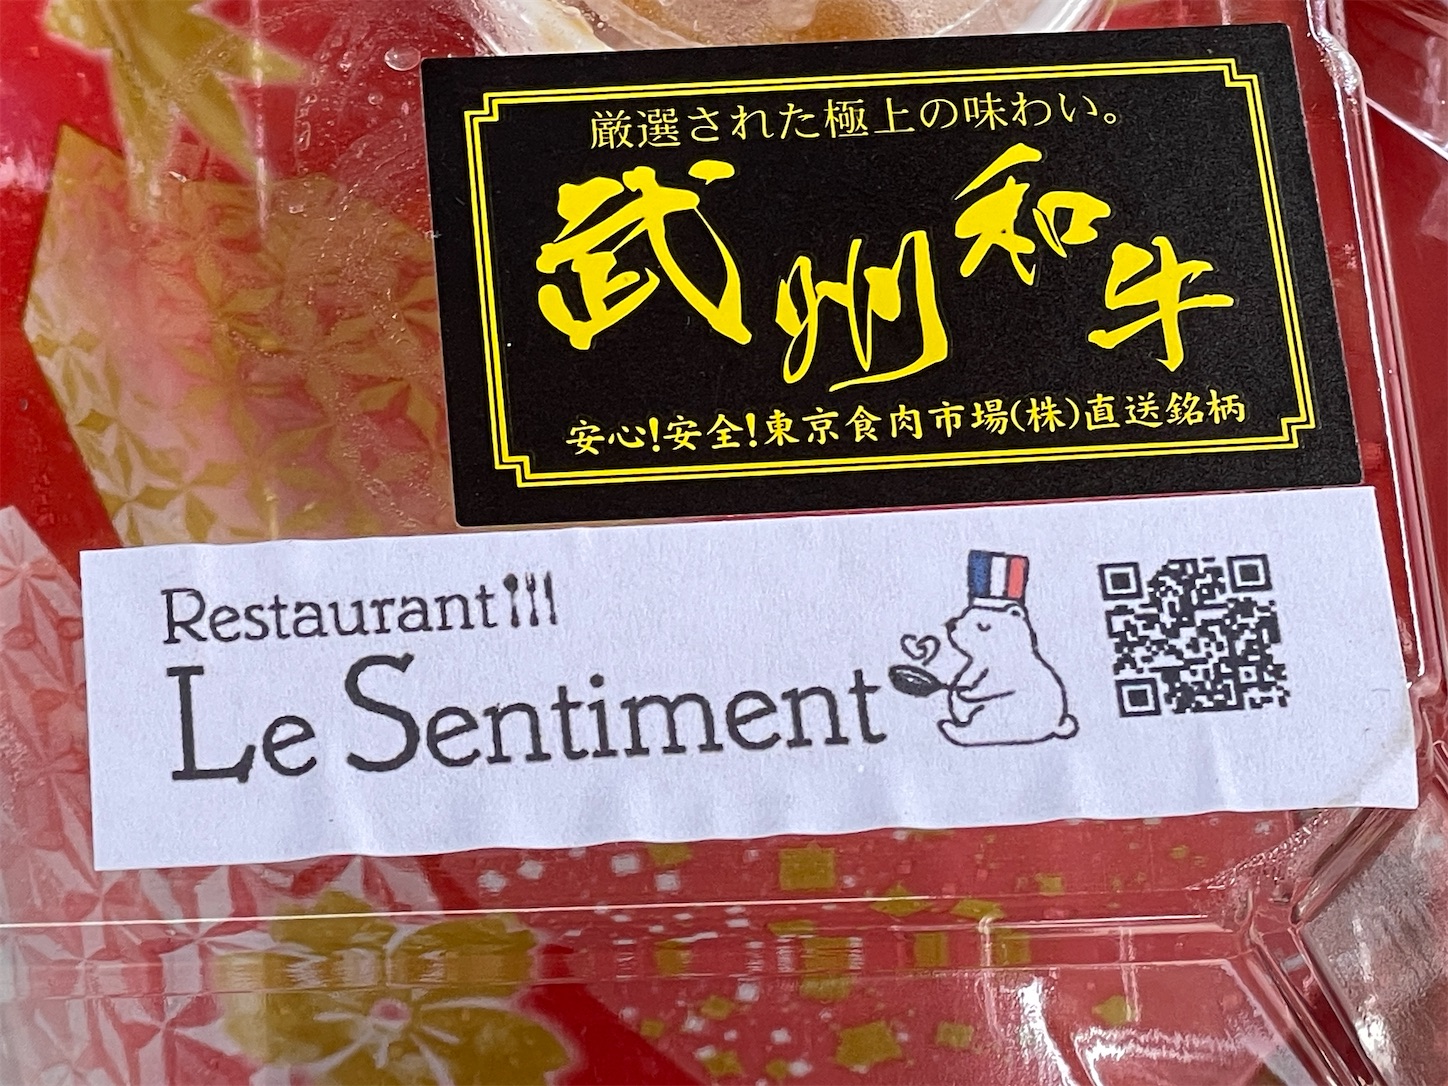 厳選された極上の味わい。
武州和牛
安心!安全!東京食肉市場(株)直送銘柄
Restaurant
Le Sentiment